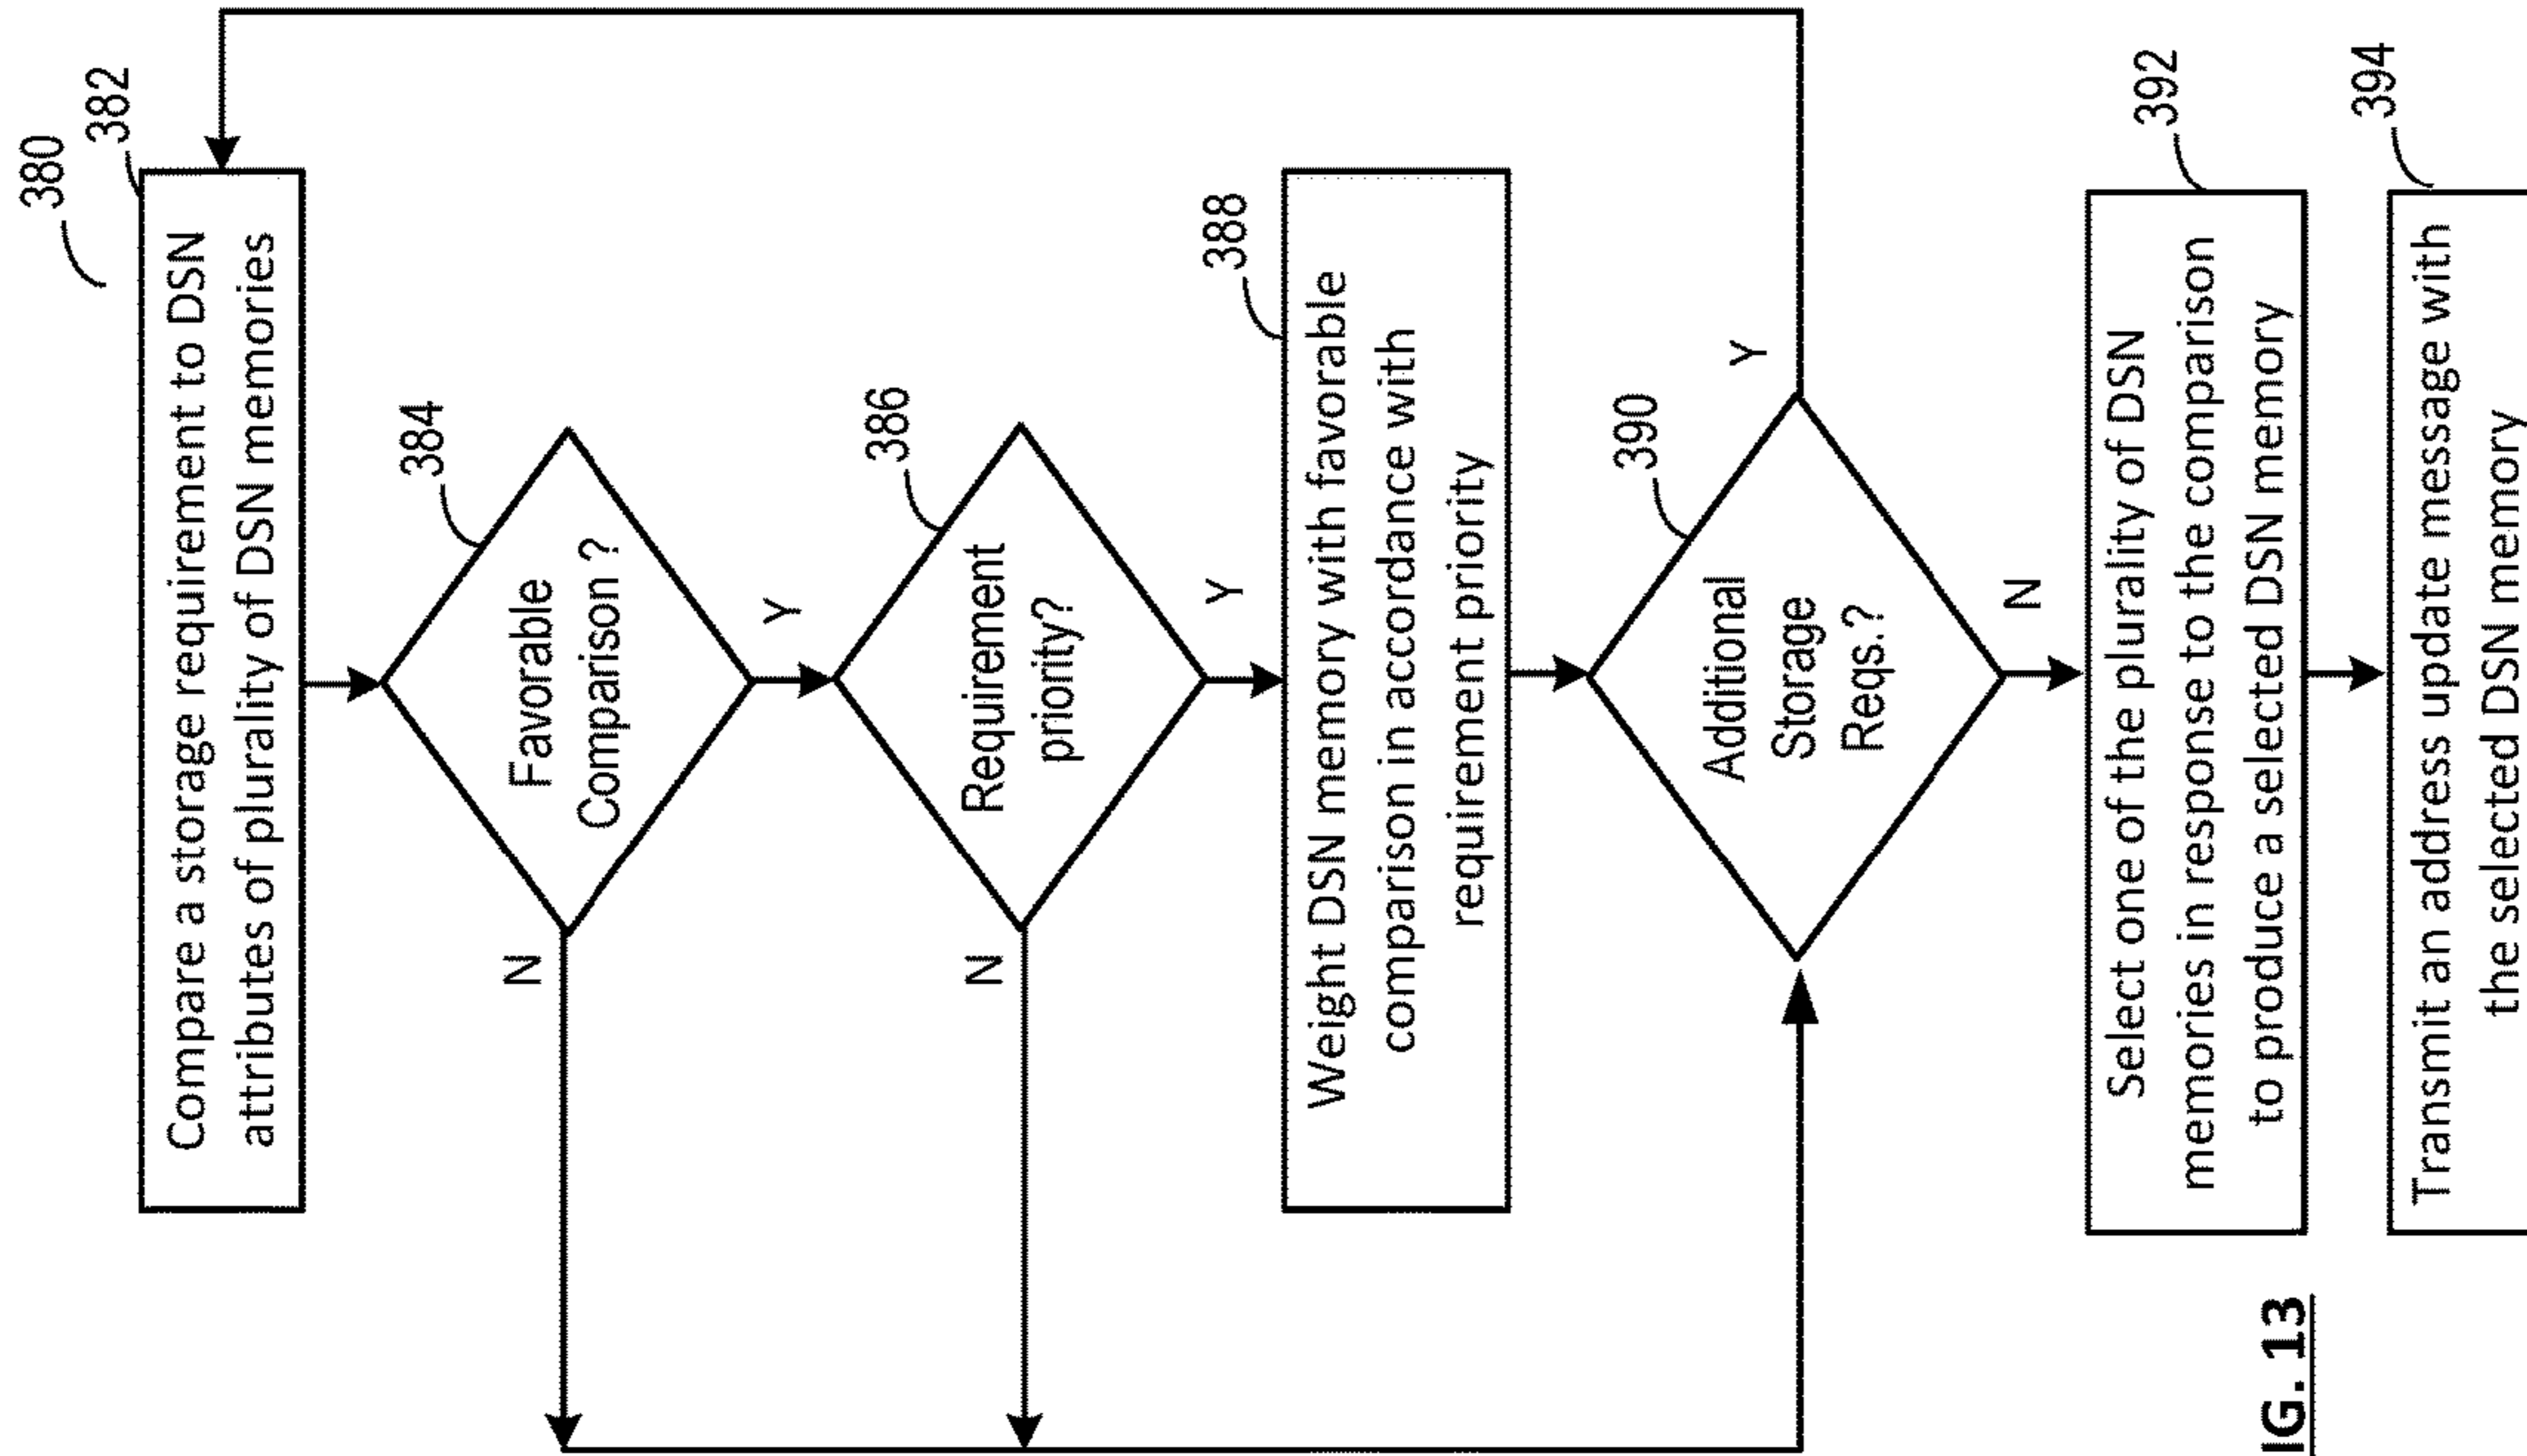 380
382
Compare a storage requirement to DSN
attributes of plurality of DSN memories
384
Favorable
Comparison ?
N
Y
386
Requirement
priority?
N
Y
388
Weight DSN memory with favorable
comparison in accordance with
requirement priority
390
Additional
Storage
Reqs.?
Y
N
392
Select one of the plurality of DSN
memories in response to the comparison
to produce a selected DSN memory
394
Transmit an address update message with
the selected DSN memory
IG. 13